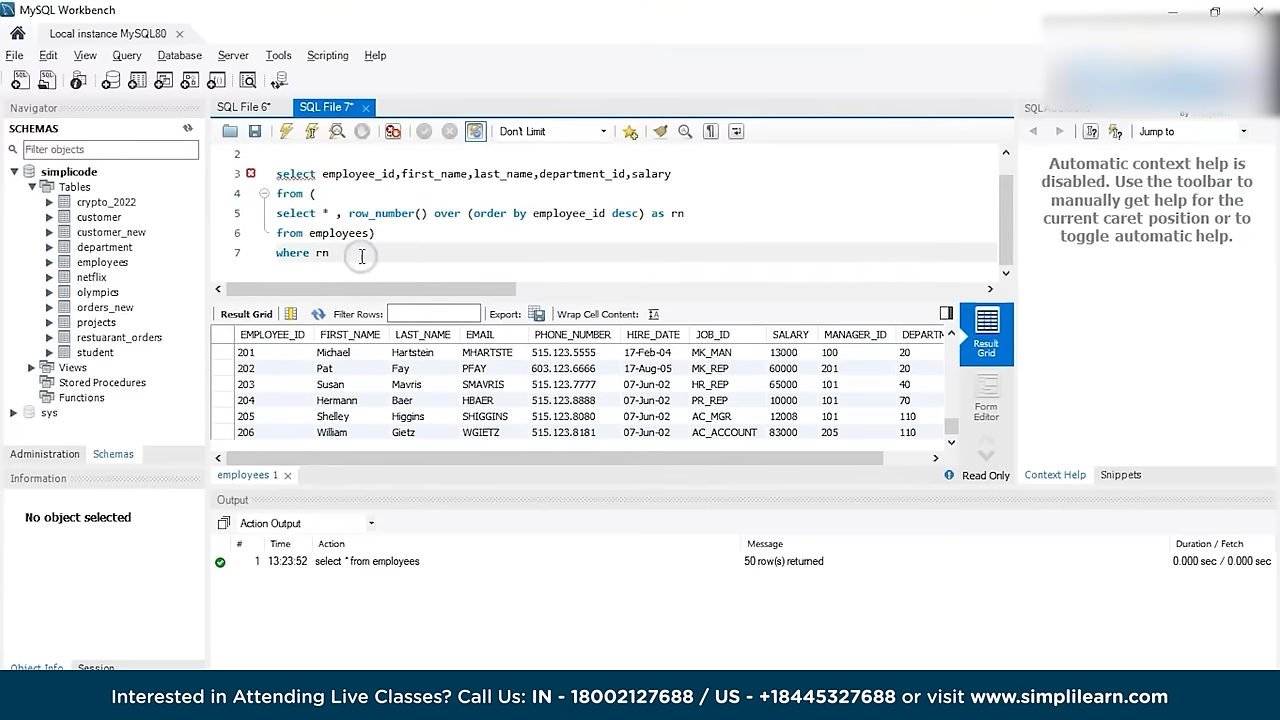 MySQL Workbench
Local instance MySQL80
File Edit View Query Database Server Tools Scripting Help
Navigator
SCHEMAS
Filter objects
simplicode
Tables
crypto_2022
customer
customer_new
department
employees
netflix
olympics
orders_new
projects
restuarant_orders
student
Views
Stored Procedures
Functions
sys
Administration Schemas
Information
No object selected
Object Info Session
SQL File 6* SQL File 7*
Don't Limit
2
3 select employee_id,first_name,last_name,department_id,salary
4 from (
5 select * , row_number() over (order by employee_id desc) as rn
6 from employees)
7 where rn
Result Grid Filter Rows: Export: Wrap Cell Content:
EMPLOYEE_ID FIRST_NAME LAST_NAME EMAIL PHONE_NUMBER HIRE_DATE JOB_ID SALARY MANAGER_ID DEPARTN
201 Michael Hartstein MHARTSTE 515.123.5555 17-Feb-04 MK_MAN 13000 100 20
202 Pat Fay PFAY 603.123.6666 17-Aug-05 MK_REP 60000 201 20
203 Susan Mavris SMAVRIS 515.123.7777 07-Jun-02 HR_REP 65000 101 40
204 Hermann Baer HBAER 515.123.8888 07-Jun-02 PR_REP 10000 101 70
205 Shelley Higgins SHIGGINS 515.123.8080 07-Jun-02 AC_MGR 12008 101 110
206 William Gietz WGIETZ 515.123.8181 07-Jun-02 AC_ACCOUNT 83000 205 110
Result
Grid
Form
Editor
employees 1
Read Only
Jump to
Automatic context help is
disabled. Use the toolbar to
manually get help for the
current caret position or to
toggle automatic help.
Context Help Snippets
Output
Action Output
# Time Action Message Duration / Fetch
1 13:23:52 select * from employees 50 row(s) returned 0.000 sec / 0.000 sec
Interested in Attending Live Classes? Call Us: IN - 18002127688 / US - +18445327688 or visit www.simplilearn.com